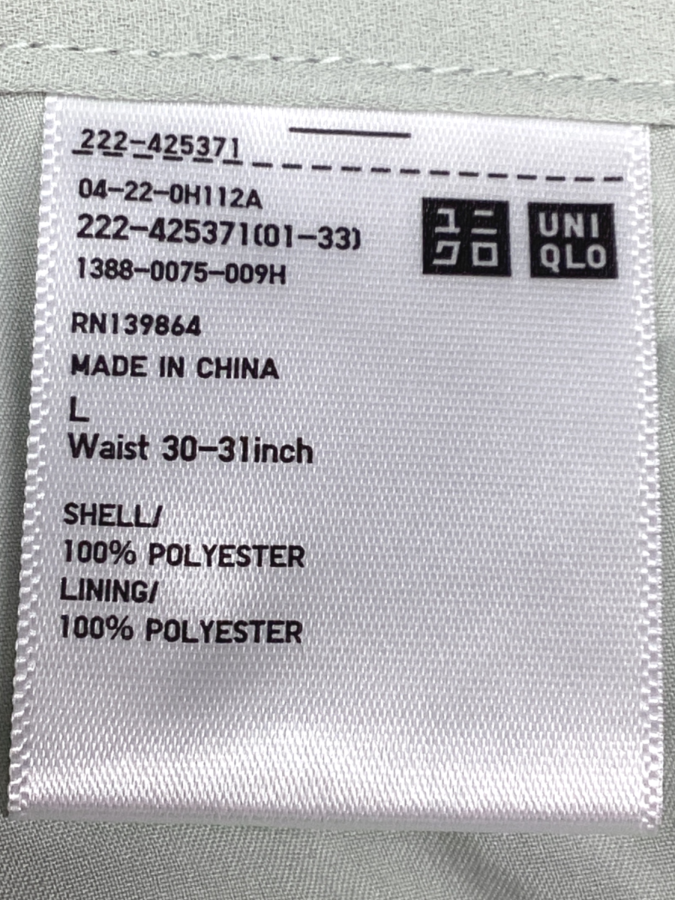 222-425371
04-22-0H112A
222-425371(01-33)
1388-0075-009H
ユニ
クロ
UNI
QLO
RN139864
MADE IN CHINA
L
Waist 30-31inch
SHELL/
100% POLYESTER
LINING/
100% POLYESTER